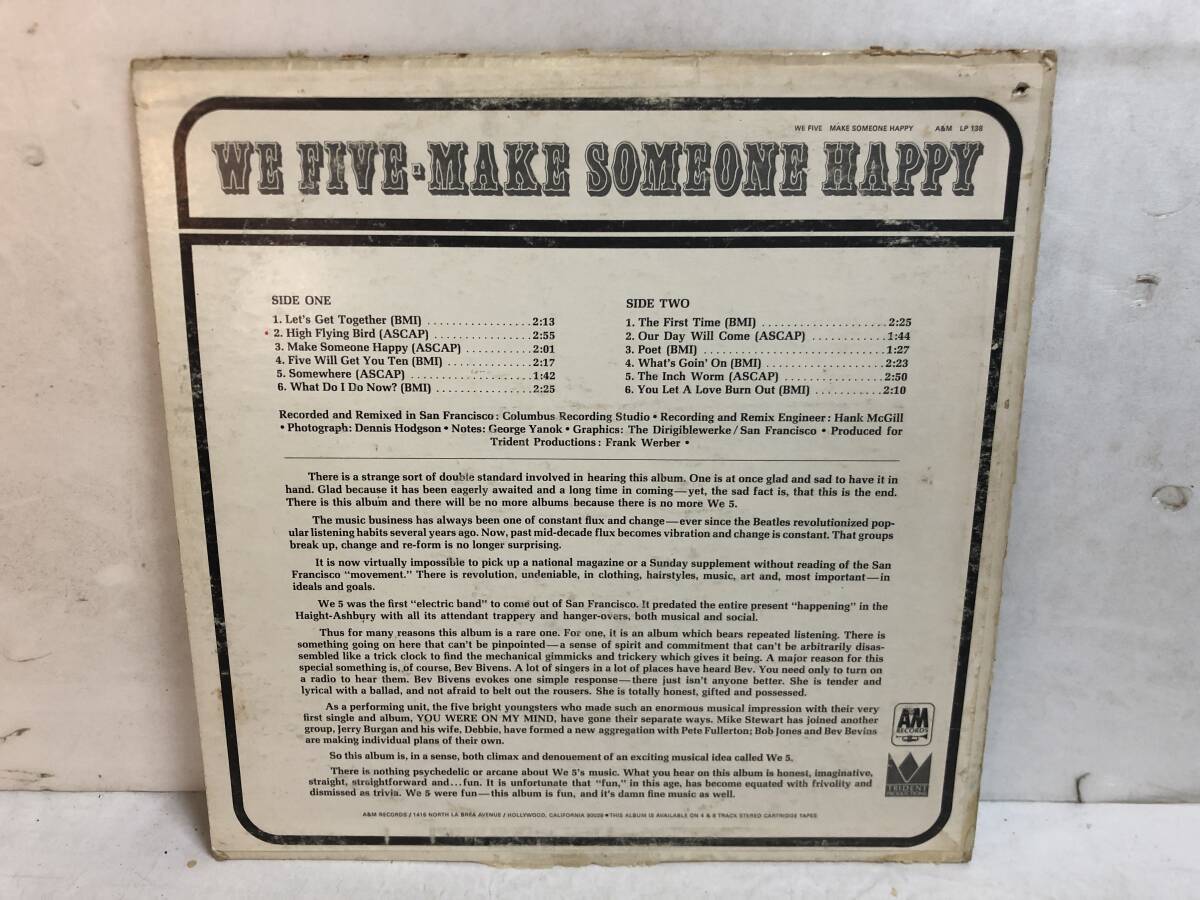 WE FIVE   MAKE SOMEONE HAPPY   A&M   LP 138
WE FIVE - MAKE SOMEONE HAPPY
SIDE ONE
1. Let's Get Together (BMI) ................. 2:13
• 2. High Flying Bird (ASCAP) ............... 2:55
3. Make Someone Happy (ASCAP) .......... 2:01
4. Five Will Get You Ten (BMI) ............. 2:17
5. Somewhere (ASCAP) ..................... 1:42
6. What Do I Do Now? (BMI) ............... 2:25
SIDE TWO
1. The First Time (BMI) .................. 2:25
2. Our Day Will Come (ASCAP) ............ 1:44
3. Poet (BMI) ........................... 1:27
4. What's Goin' On (BMI) ................. 2:23
5. The Inch Worm (ASCAP) ............... 2:50
6. You Let A Love Burn Out (BMI) .......... 2:10
Recorded and Remixed in San Francisco: Columbus Recording Studio • Recording and Remix Engineer: Hank McGill
• Photograph: Dennis Hodgson • Notes: George Yanok • Graphics: The Dirigiblewerke/San Francisco • Produced for
Trident Productions: Frank Werber •
There is a strange sort of double standard involved in hearing this album. One is at once glad and sad to have it in
hand. Glad because it has been eagerly awaited and a long time in coming—yet, the sad fact is, that this is the end.
There is this album and there will be no more albums because there is no more We 5.
The music business has always been one of constant flux and change—ever since the Beatles revolutionized pop-
ular listening habits several years ago. Now, past mid-decade flux becomes vibration and change is constant. That groups
break up, change and re-form is no longer surprising.
It is now virtually impossible to pick up a national magazine or a Sunday supplement without reading of the San
Francisco "movement." There is revolution, undeniable, in clothing, hairstyles, music, art and, most important—in
ideals and goals.
We 5 was the first "electric band" to come out of San Francisco. It predated the entire present "happening" in the
Haight-Ashbury with all its attendant trappery and hanger-overs, both musical and social.
Thus for many reasons this album is a rare one. For one, it is an album which bears repeated listening. There is
something going on here that can't be pinpointed—a sense of spirit and commitment that can't be arbitrarily disas-
sembled like a trick clock to find the mechanical gimmicks and trickery which gives it being. A major reason for this
special something is, of course, Bev Bivens. A lot of singers in a lot of places have heard Bev. You need only to turn on
a radio to hear them. Bev Bivens evokes one simple response—there just isn't anyone better. She is tender and
lyrical with a ballad, and not afraid to belt out the rousers. She is totally honest, gifted and possessed.
As a performing unit, the five bright youngsters who made such an enormous musical impression with their very
first single and album, YOU WERE ON MY MIND, have gone their separate ways. Mike Stewart has joined another
group, Jerry Burgan and his wife, Debbie, have formed a new aggregation with Pete Fullerton; Bob Jones and Bev Bevins
are making individual plans of their own.
So this album is, in a sense, both climax and denouement of an exciting musical idea called We 5.
There is nothing psychedelic or arcane about We 5's music. What you hear on this album is honest, imaginative,
straight, straightforward and...fun. It is unfortunate that "fun," in this age, has become equated with frivolity and
dismissed as trivia. We 5 were fun—this album is fun, and it's damn fine music as well.
AM
RECORDS
TRIDENT
PRODUCTIONS
A&M RECORDS / 1416 NORTH LA BREA AVENUE / HOLLYWOOD, CALIFORNIA 90028 • THIS ALBUM IS AVAILABLE ON 4 & 8 TRACK STEREO CARTRIDGE TAPES